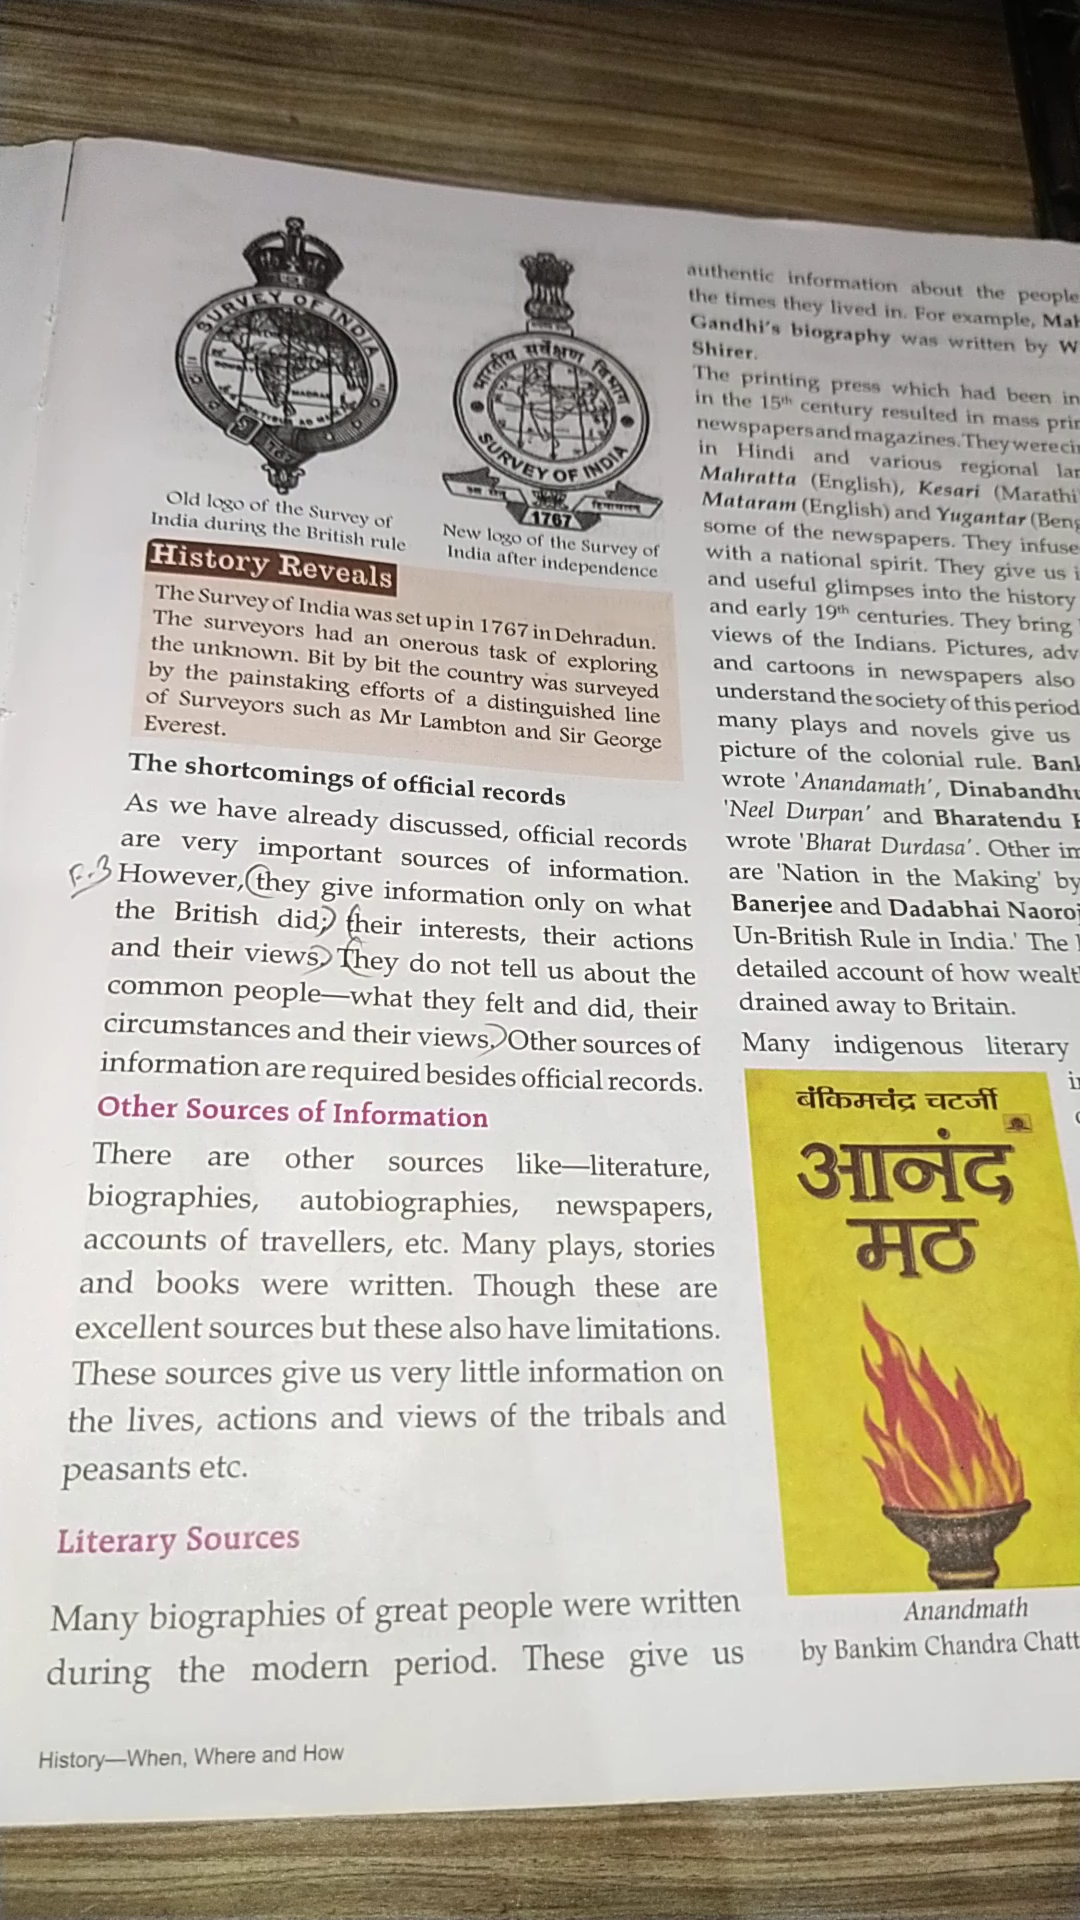 SURVEY OF INDIA
MADRAS
1767
Old logo of the Survey of
India during the British rule
भारतीय सर्वेक्षण विभाग
SURVEY OF INDIA
1767
New logo of the Survey of
India after independence
History Reveals
The Survey of India was set up in 1767 in Dehradun.
The surveyors had an onerous task of exploring
the unknown. Bit by bit the country was surveyed
by the painstaking efforts of a distinguished line
of Surveyors such as Mr Lambton and Sir George
Everest.
The shortcomings of official records
As we have already discussed, official records
are very important sources of information.
However, they give information only on what
the British did; their interests, their actions
and their views. They do not tell us about the
common people—what they felt and did, their
circumstances and their views. Other sources of
information are required besides official records.
Other Sources of Information
There are other sources like—literature,
biographies, autobiographies, newspapers,
accounts of travellers, etc. Many plays, stories
and books were written. Though these are
excellent sources but these also have limitations.
These sources give us very little information on
the lives, actions and views of the tribals and
peasants etc.
Literary Sources
Many biographies of great people were written
during the modern period. These give us
History—When, Where and How
authentic information about the people
the times they lived in. For example,
Gandhi's biography was written by W
Shirer.
The printing press which had been in
in the 15th century resulted in mass
newspapers and magazines. They were
in Hindi and various regional
Mahratta (English), Kesari (Marathi
Mataram (English) and Yugantar
some of the newspapers. They infuse
with a national spirit. They give us
and useful glimpses into the history
and early 19th centuries. They bring
views of the Indians. Pictures, adv
and cartoons in newspapers also
understand the society of this period
many plays and novels give us
picture of the colonial rule.
wrote 'Anandamath', Dinabandhu
'Neel Durpan' and Bharatendu
wrote 'Bharat Durdasa'. Other im
are 'Nation in the Making' by
Banerjee and Dadabhai Naoroj
Un-British Rule in India.' The
detailed account of how wealt
drained away to Britain.
Many indigenous literary
बंकिमचंद्र चटर्जी
आनंद
मठ
Anandmath
by Bankim Chandra Chatt